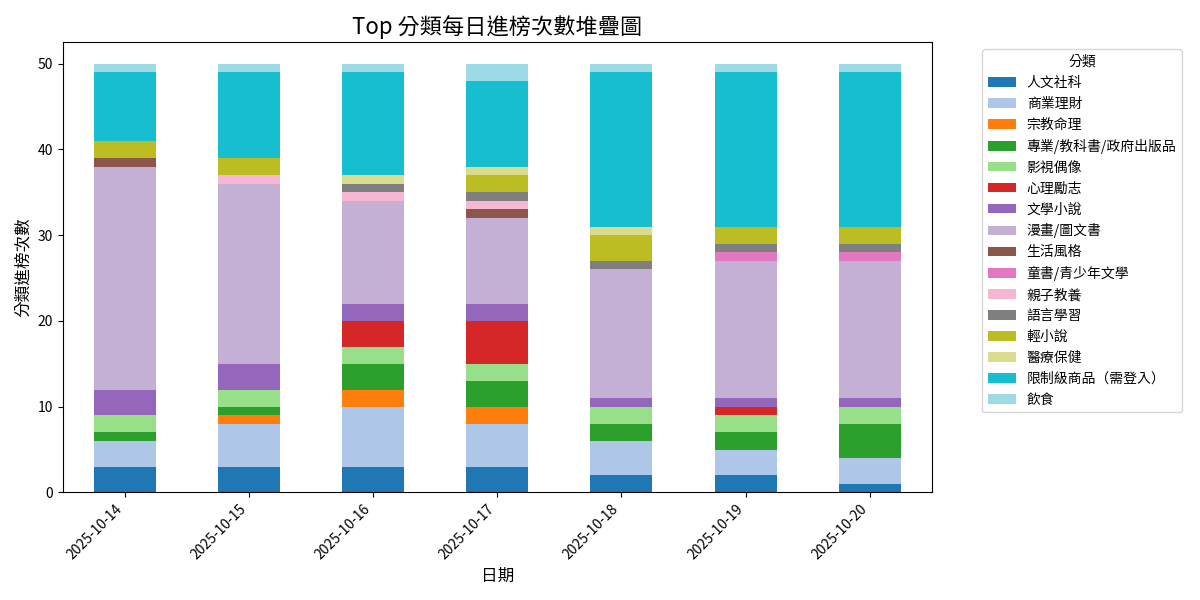 Top 分類每日進榜次數堆疊圖
分類進榜次數
50
40
30
20
10
0
2025-10-14
2025-10-15
2025-10-16
2025-10-17
2025-10-18
2025-10-19
2025-10-20
日期
分類
人文社科
商業理財
宗教命理
專業/教科書/政府出版品
影視偶像
心理勵志
文學小說
漫畫/圖文書
生活風格
童書/青少年文學
親子教養
語言學習
輕小說
醫療保健
限制級商品（需登入）
飲食